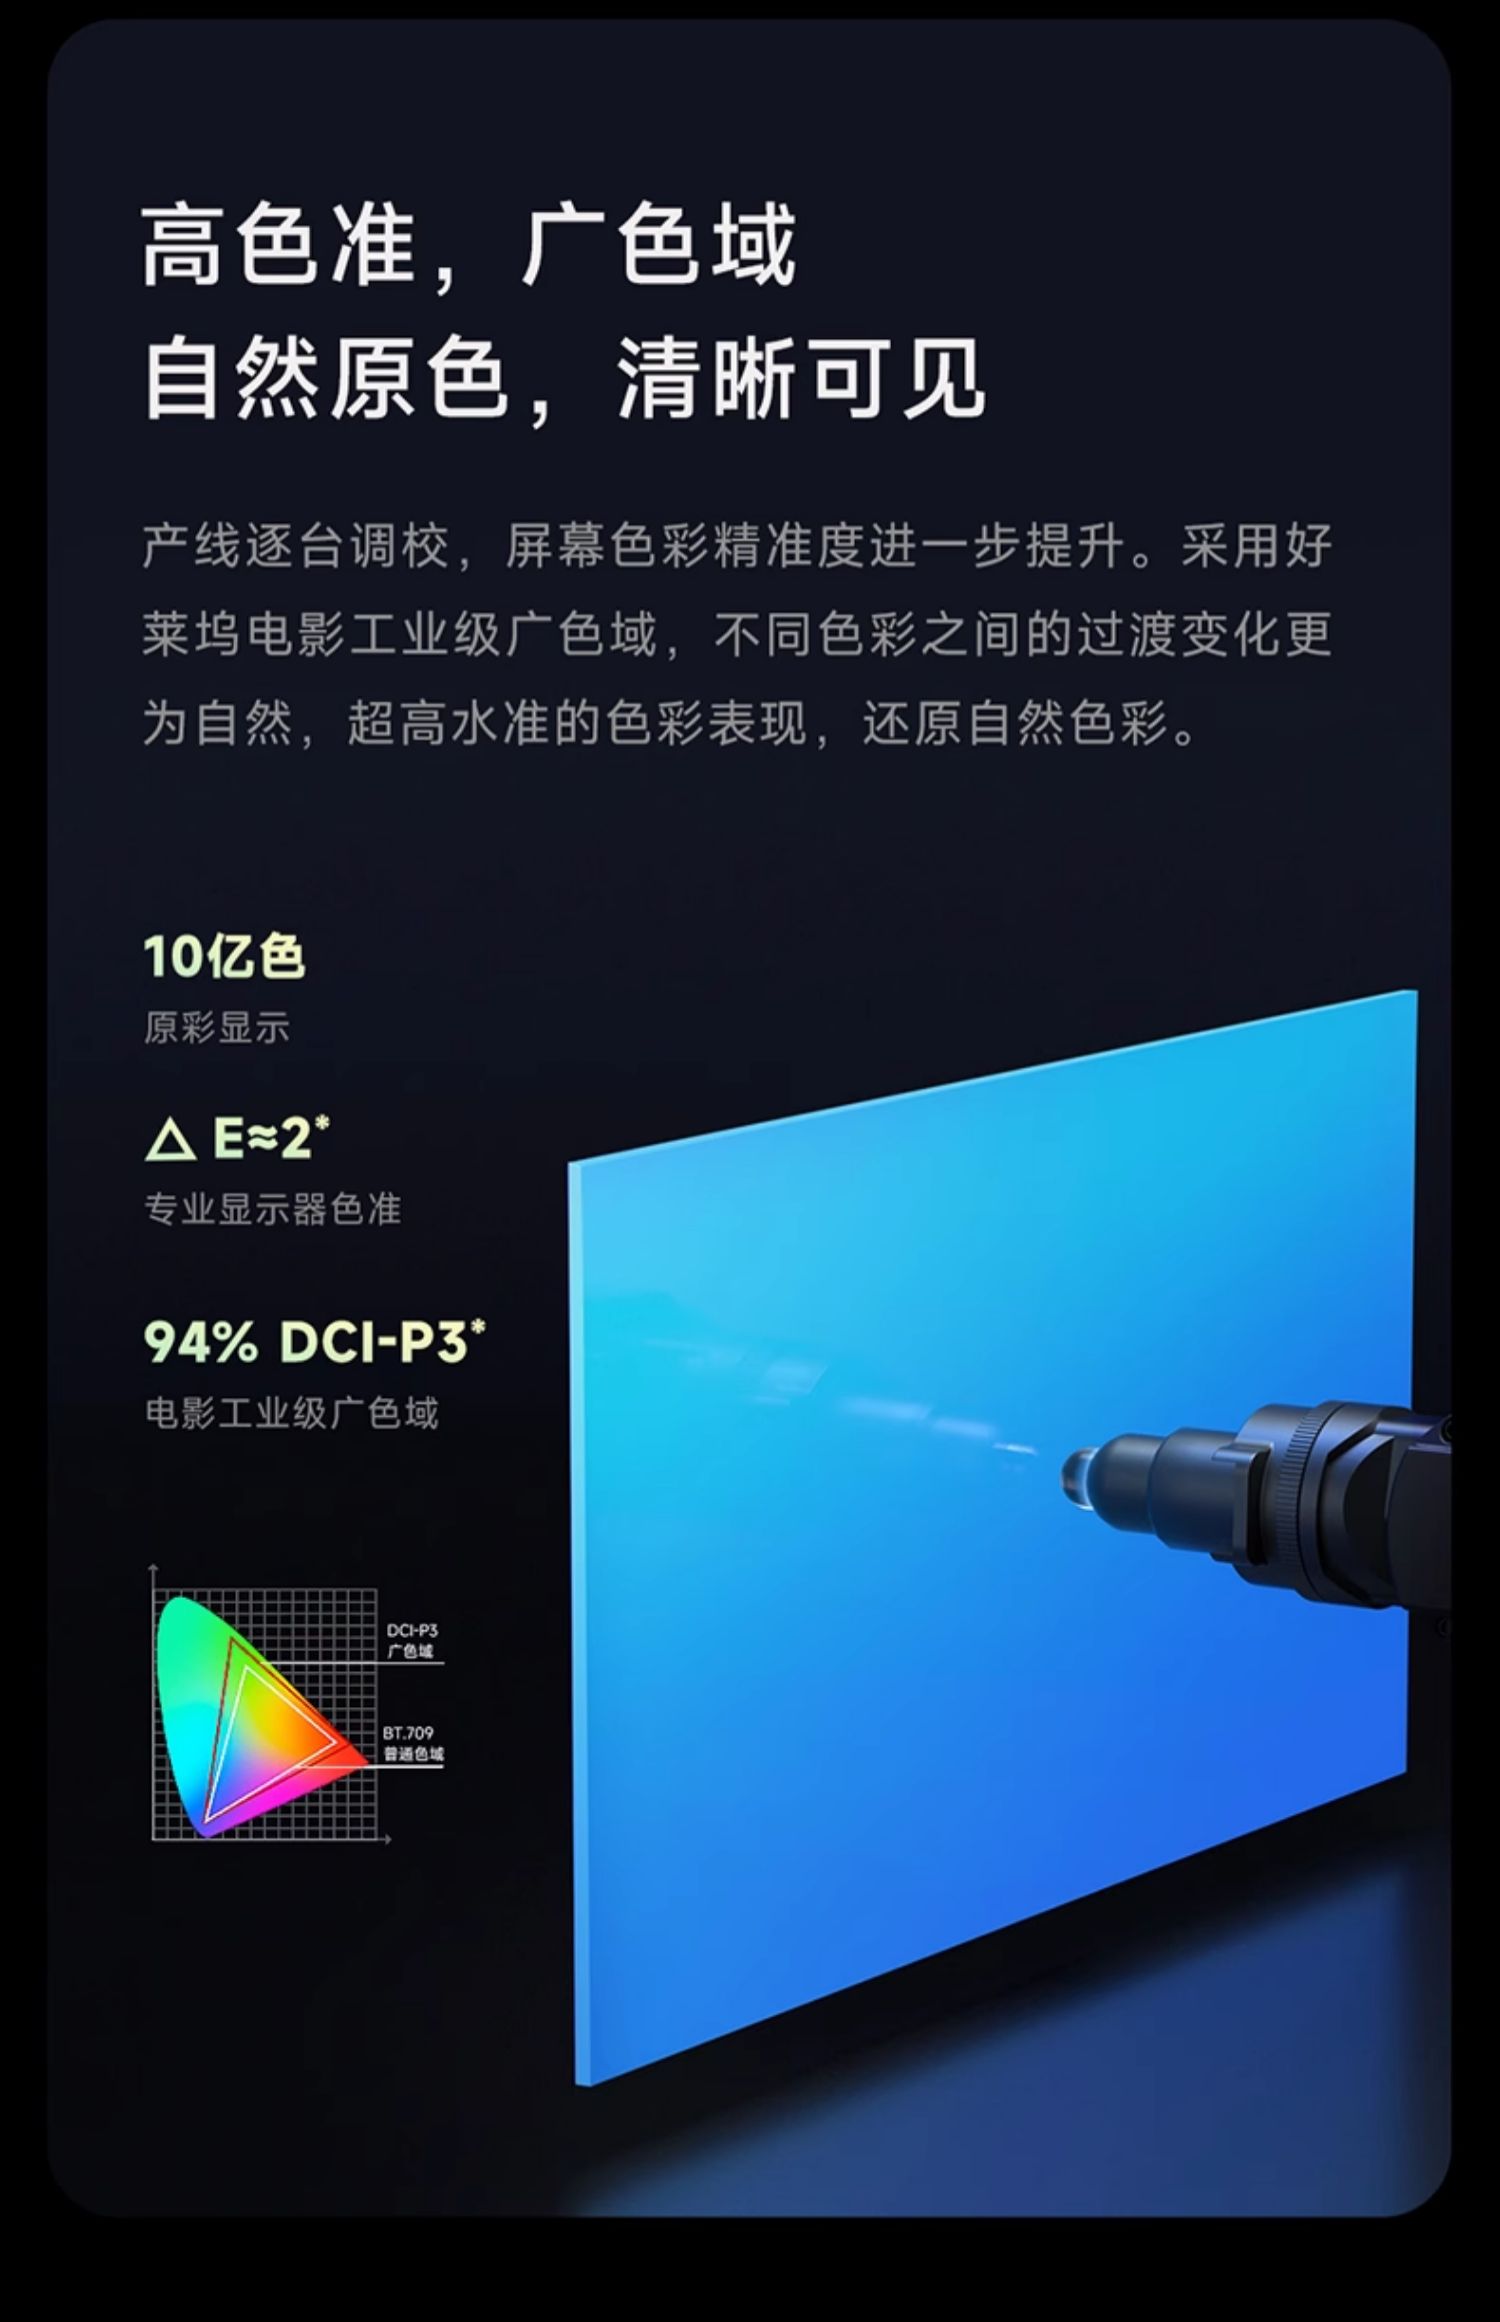 高色准，广色域
自然原色，清晰可见
产线逐台调校，屏幕色彩精准度进一步提升。采用好
莱坞电影工业级广色域，不同色彩之间的过渡变化更
为自然，超高水准的色彩表现，还原自然色彩。
10亿色
原彩显示
△ E≈2*
专业显示器色准
94% DCI-P3*
电影工业级广色域
DCI-P3
广色域
BT.709
普通色域